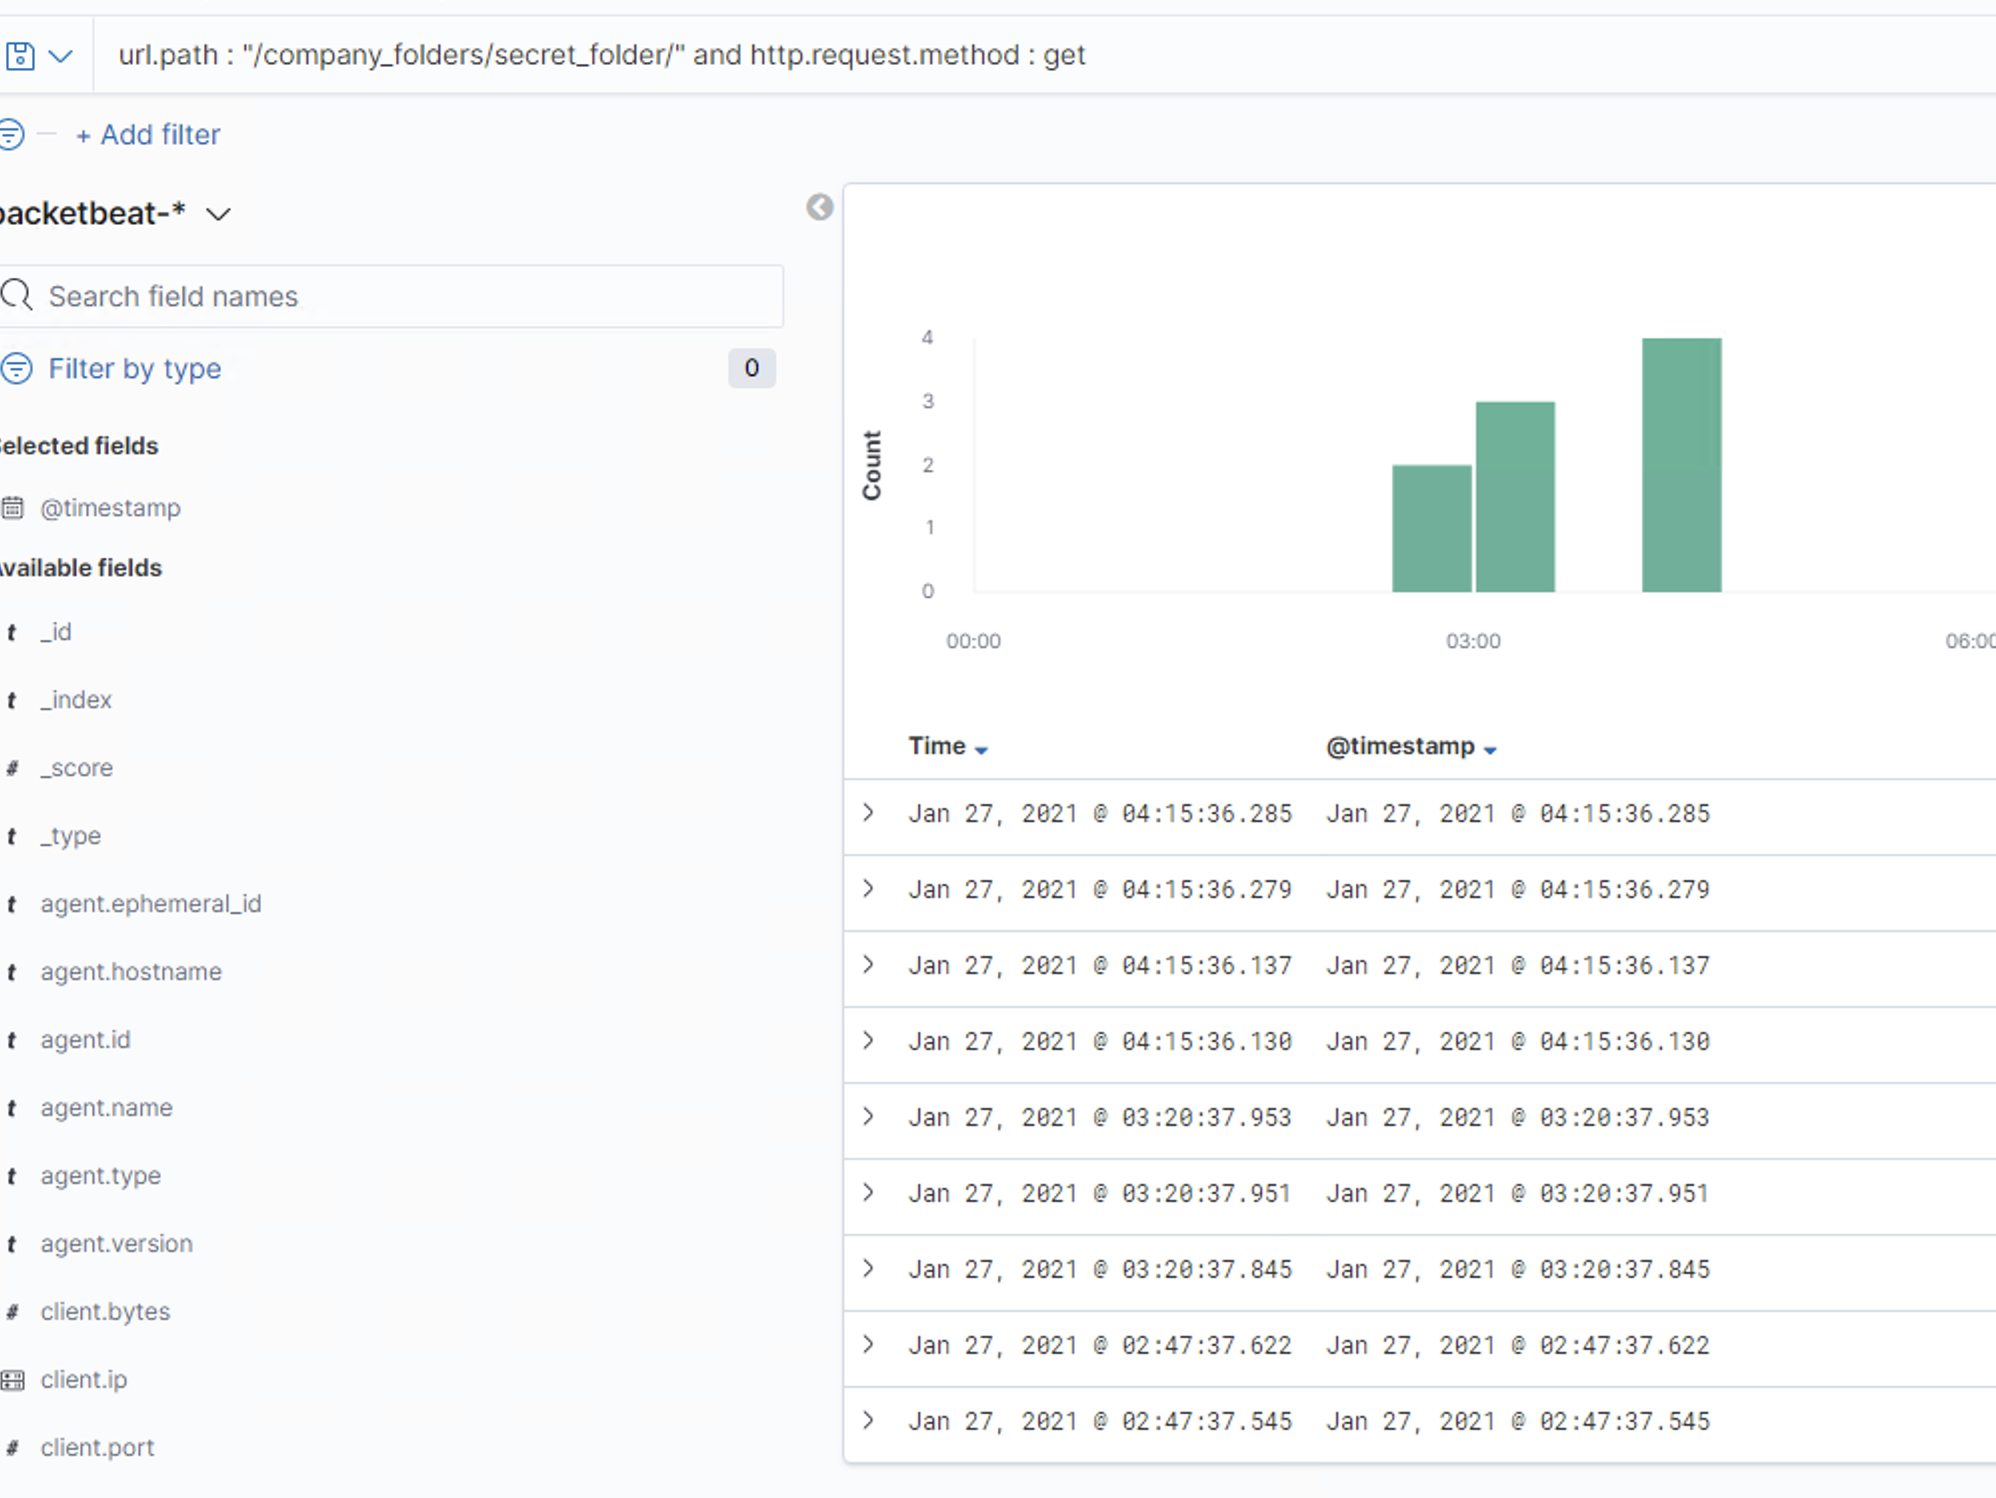 url.path : "/company_folders/secret_folder/" and http.request.method : get
+ Add filter
packetbeat-*
Search field names
Filter by type 0
Selected fields
@timestamp
Available fields
t _id
t _index
# _score
t _type
t agent.ephemeral_id
t agent.hostname
t agent.id
t agent.name
t agent.type
t agent.version
# client.bytes
client.ip
# client.port
Count
4
3
2
1
0
00:00 03:00 06:00
Time @timestamp
Jan 27, 2021 @ 04:15:36.285 Jan 27, 2021 @ 04:15:36.285
Jan 27, 2021 @ 04:15:36.279 Jan 27, 2021 @ 04:15:36.279
Jan 27, 2021 @ 04:15:36.137 Jan 27, 2021 @ 04:15:36.137
Jan 27, 2021 @ 04:15:36.130 Jan 27, 2021 @ 04:15:36.130
Jan 27, 2021 @ 03:20:37.953 Jan 27, 2021 @ 03:20:37.953
Jan 27, 2021 @ 03:20:37.951 Jan 27, 2021 @ 03:20:37.951
Jan 27, 2021 @ 03:20:37.845 Jan 27, 2021 @ 03:20:37.845
Jan 27, 2021 @ 02:47:37.622 Jan 27, 2021 @ 02:47:37.622
Jan 27, 2021 @ 02:47:37.545 Jan 27, 2021 @ 02:47:37.545